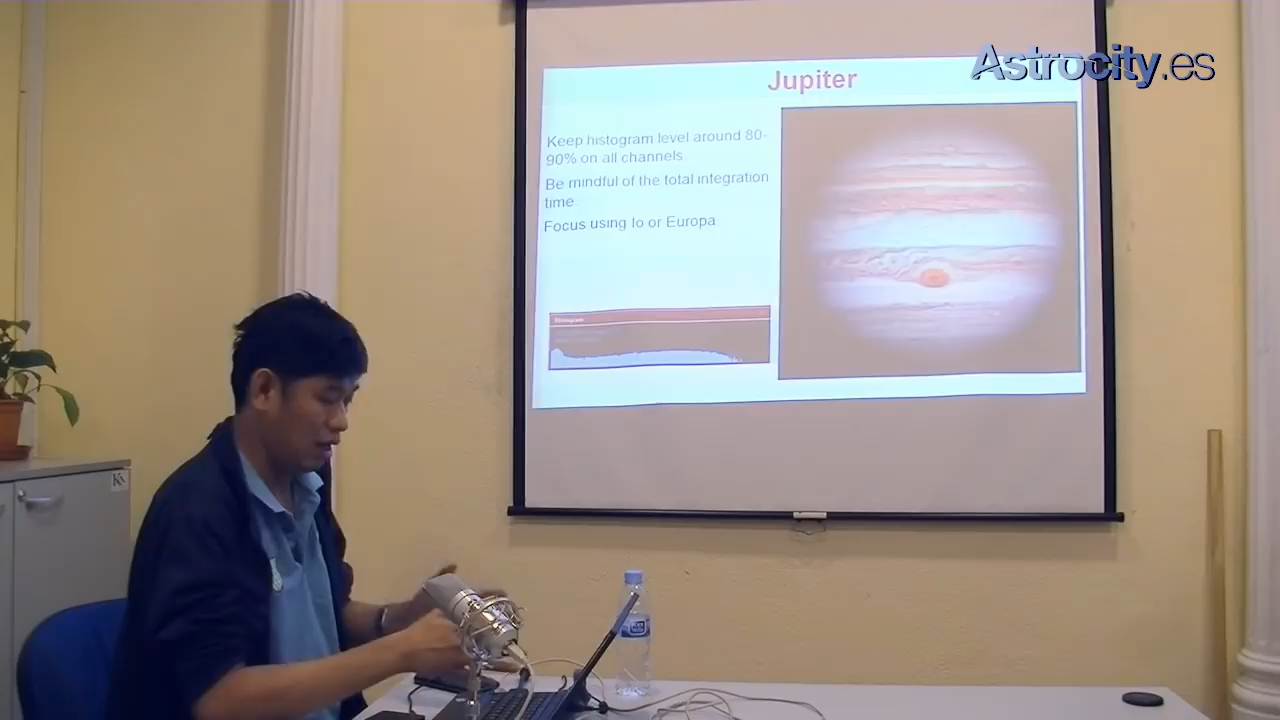 Astrocity.es
Jupiter
Keep histogram level around 80-
90% on all channels
Be mindful of the total integration
time.
Focus using Io or Europa.
Histogram